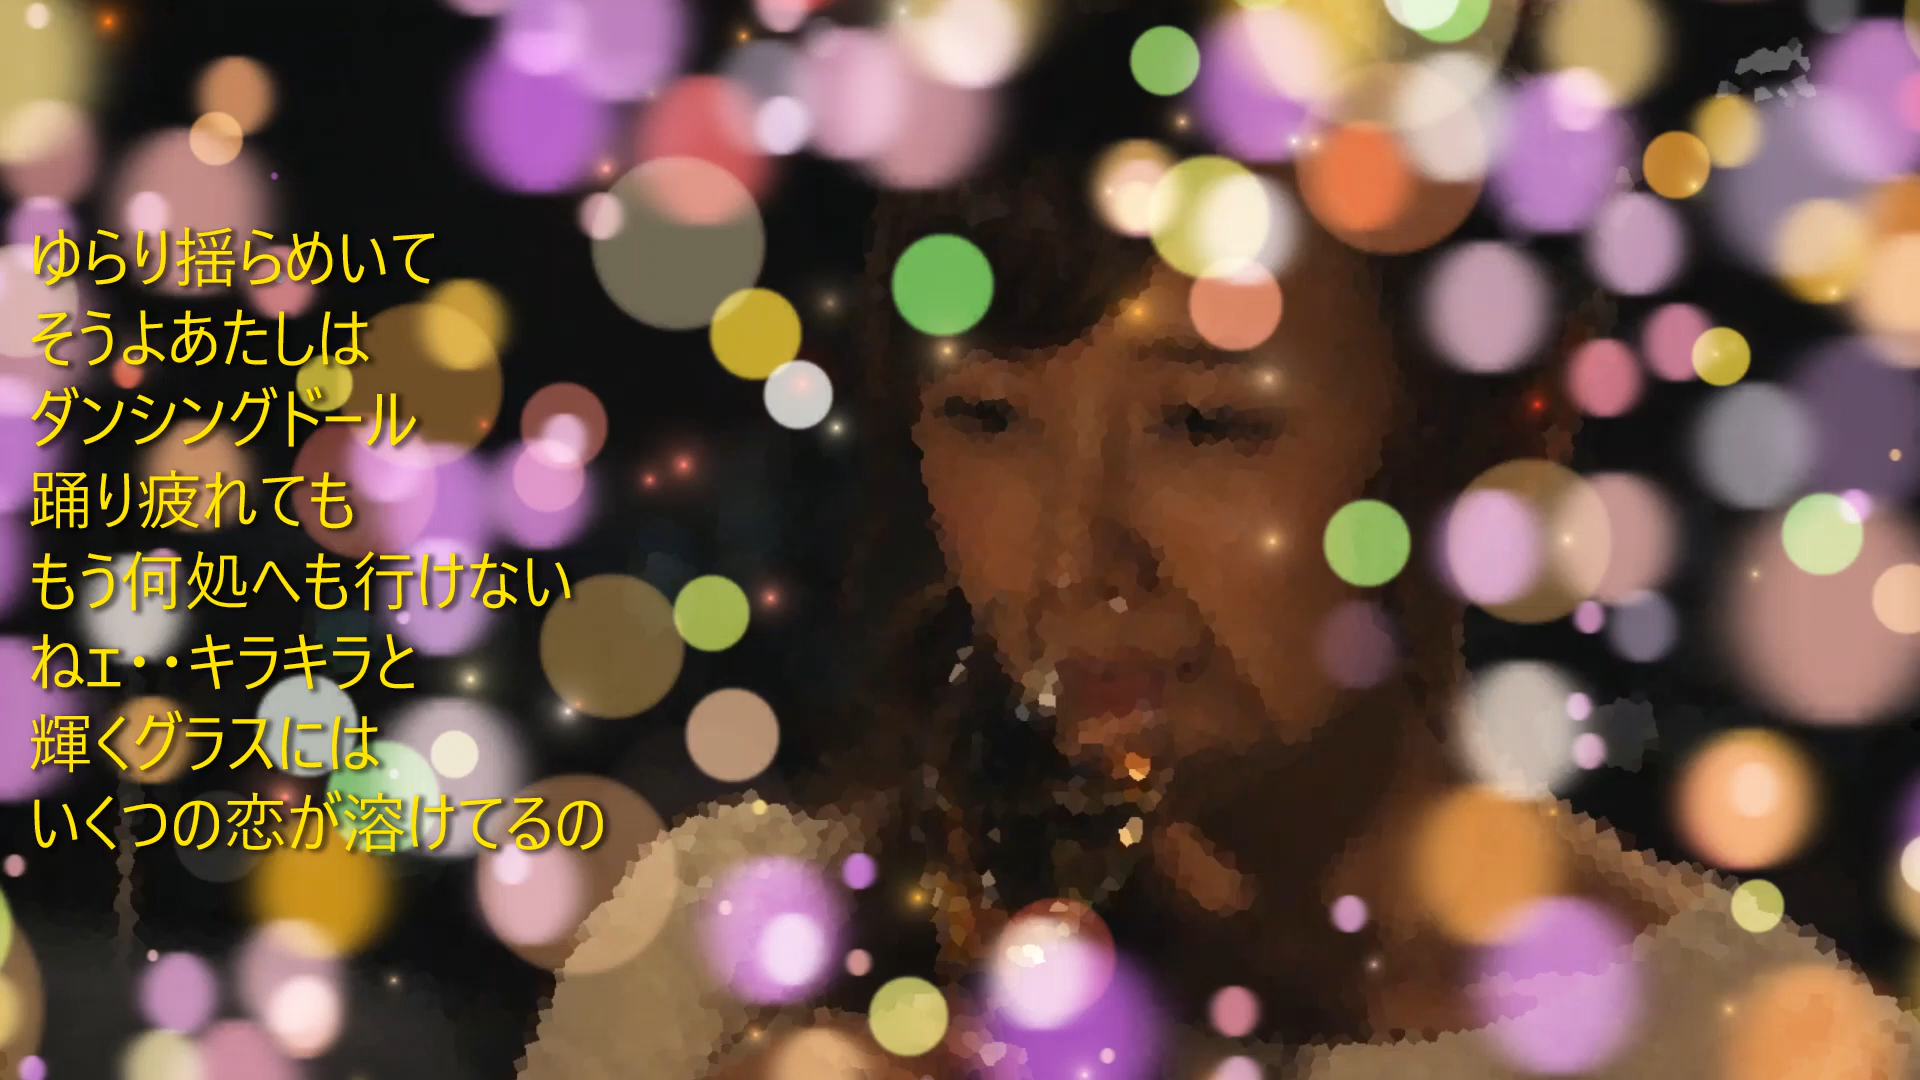 ゆらり揺らめいて
そうよあたしは
ダンシングドール
踊り疲れても
もう何処へも行けない
ねェ・・キラキラと
輝くグラスには
いくつの恋が溶けてるの